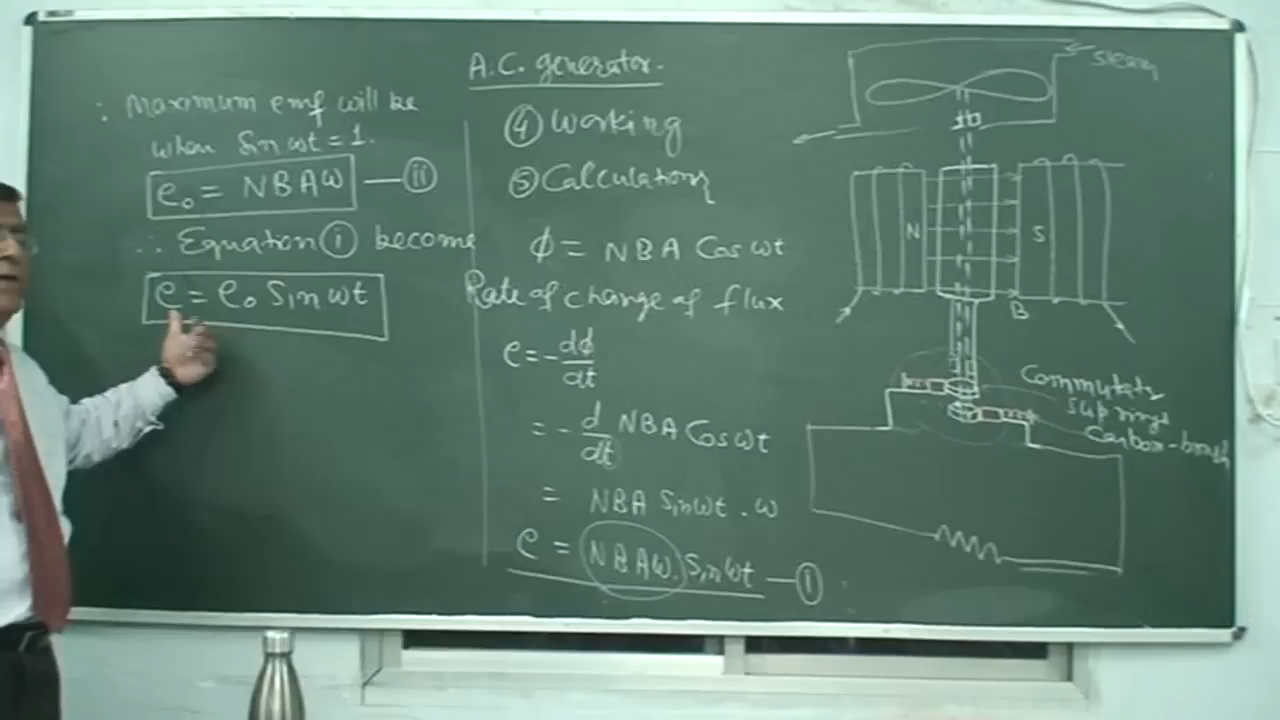 A.C. generator.
∴ Maximum emf will be
when Sin ωt = 1.
e₀ = NBAω — (ii)
∴ Equation (i) become
e = e₀ Sin ωt
(4) Working
(5) Calculations
ϕ = NBA Cos ωt
Rate of change of flux
e = - dϕ/dt
= - d/dt NBA Cos ωt
= NBA Sin ωt . ω
e = NBAω. Sin ωt — (i)
steam
N
S
B
Slip rings
Carbon-brush